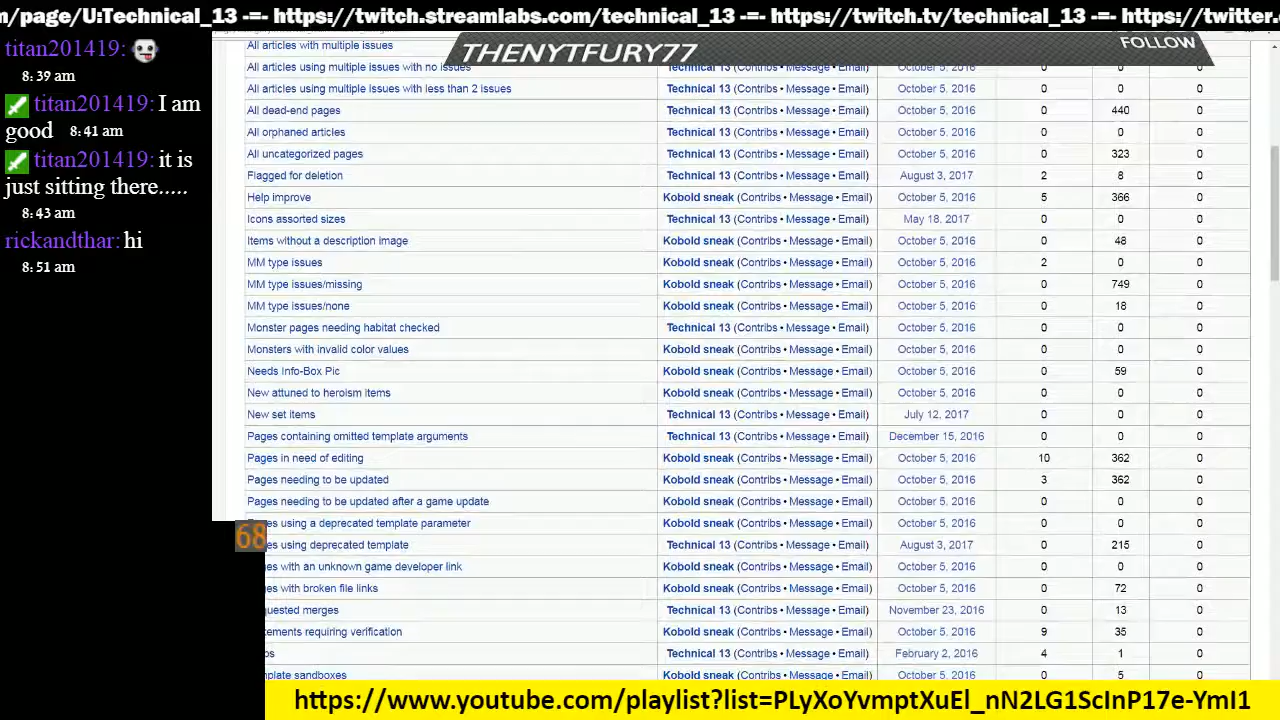 m/page/U:Technical_13 -=- https://twitch.streamlabs.com/technical_13 -=- https://twitch.tv/technical_13 -=- https://twitter.
titan201419:
8:39 am
titan201419: I am
good 8:41 am
titan201419: it is
just sitting there.....
8:43 am
rickandthar: hi
8:51 am
THENYTFURY77 FOLLOW
All articles with multiple issues
All articles using multiple issues with no issues Technical 13 (Contribs • Message • Email) October 5, 2016 0 0 0
All articles using multiple issues with less than 2 issues Technical 13 (Contribs • Message • Email) October 5, 2016 0 0 0
All dead-end pages Technical 13 (Contribs • Message • Email) October 5, 2016 0 440 0
All orphaned articles Technical 13 (Contribs • Message • Email) October 5, 2016 0 0 0
All uncategorized pages Technical 13 (Contribs • Message • Email) October 5, 2016 0 323 0
Flagged for deletion Technical 13 (Contribs • Message • Email) August 3, 2017 2 8 0
Help improve Kobold sneak (Contribs • Message • Email) October 5, 2016 5 366 0
Icons assorted sizes Technical 13 (Contribs • Message • Email) May 18, 2017 0 0 0
Items without a description image Kobold sneak (Contribs • Message • Email) October 5, 2016 0 48 0
MM type issues Kobold sneak (Contribs • Message • Email) October 5, 2016 2 0 0
MM type issues/missing Kobold sneak (Contribs • Message • Email) October 5, 2016 0 749 0
MM type issues/none Kobold sneak (Contribs • Message • Email) October 5, 2016 0 18 0
Monster pages needing habitat checked Technical 13 (Contribs • Message • Email) October 5, 2016 0 0 0
Monsters with invalid color values Kobold sneak (Contribs • Message • Email) October 5, 2016 0 0 0
Needs Info-Box Pic Kobold sneak (Contribs • Message • Email) October 5, 2016 0 59 0
New attuned to heroism items Kobold sneak (Contribs • Message • Email) October 5, 2016 0 0 0
New set items Technical 13 (Contribs • Message • Email) July 12, 2017 0 0 0
Pages containing omitted template arguments Technical 13 (Contribs • Message • Email) December 15, 2016 0 0 0
Pages in need of editing Kobold sneak (Contribs • Message • Email) October 5, 2016 10 362 0
Pages needing to be updated Kobold sneak (Contribs • Message • Email) October 5, 2016 3 362 0
Pages needing to be updated after a game update Kobold sneak (Contribs • Message • Email) October 5, 2016 0 0 0
ges using a deprecated template parameter Kobold sneak (Contribs • Message • Email) October 5, 2016 0 0 0
68
es using deprecated template Technical 13 (Contribs • Message • Email) August 3, 2017 0 215 0
es with an unknown game developer link Kobold sneak (Contribs • Message • Email) October 5, 2016 0 0 0
es with broken file links Kobold sneak (Contribs • Message • Email) October 5, 2016 0 72 0
uested merges Technical 13 (Contribs • Message • Email) November 23, 2016 0 13 0
tements requiring verification Kobold sneak (Contribs • Message • Email) October 5, 2016 9 35 0
os Technical 13 (Contribs • Message • Email) February 2, 2016 4 1 0
plate sandboxes Kobold sneak (Contribs • Message • Email) October 5, 2016 0 5 0
https://www.youtube.com/playlist?list=PLyXoYvmptXuEl_nN2LG1ScInP17e-YmI1